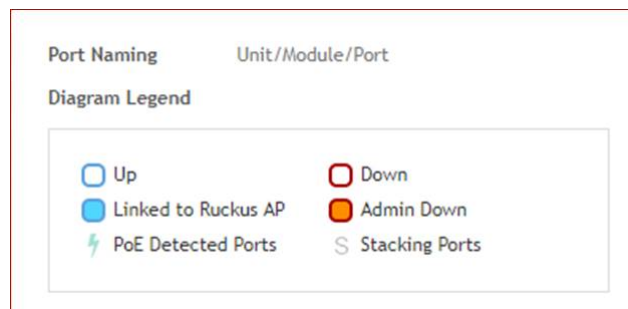 Port Naming Unit/Module/Port
Diagram Legend
Up Down
Linked to Ruckus AP Admin Down
PoE Detected Ports S Stacking Ports